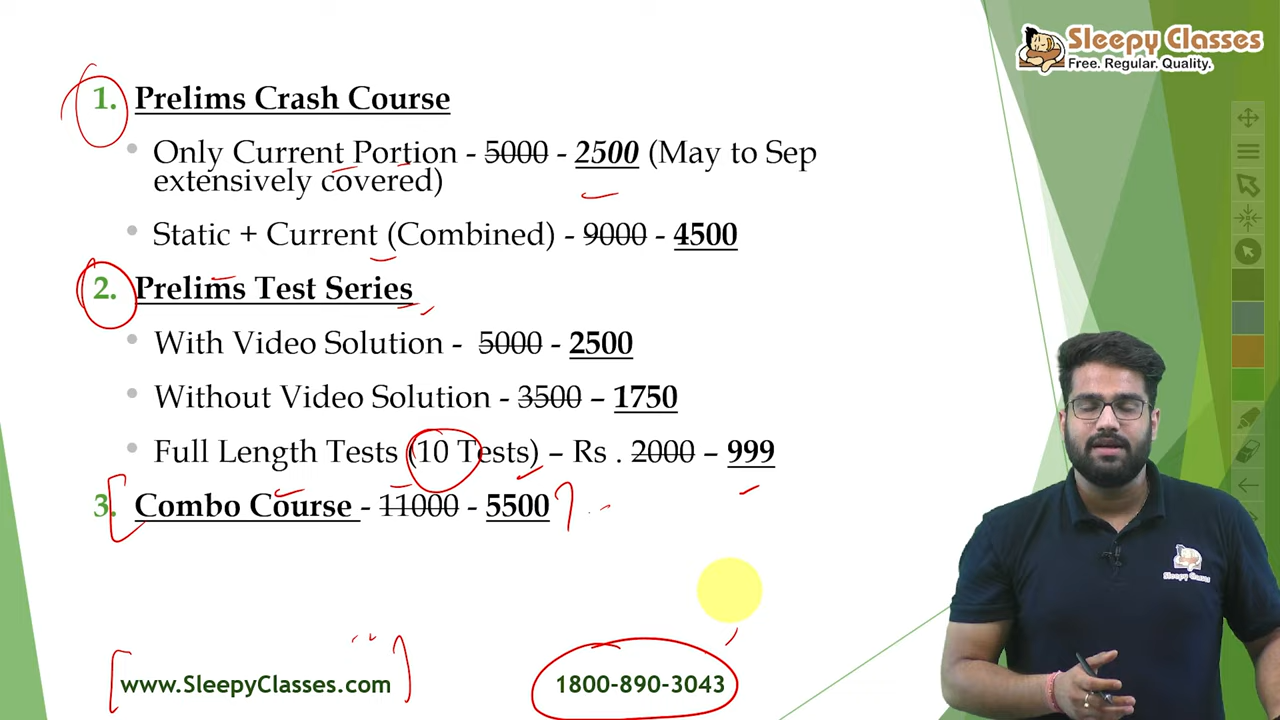 Sleepy Classes
Free. Regular. Quality.
1. Prelims Crash Course
• Only Current Portion - 5000 - 2500 (May to Sep
extensively covered)
• Static + Current (Combined) - 9000 - 4500
2. Prelims Test Series
• With Video Solution - 5000 - 2500
• Without Video Solution - 3500 – 1750
• Full Length Tests (10 Tests) – Rs . 2000 – 999
3. Combo Course - 11000 - 5500
www.SleepyClasses.com
1800-890-3043